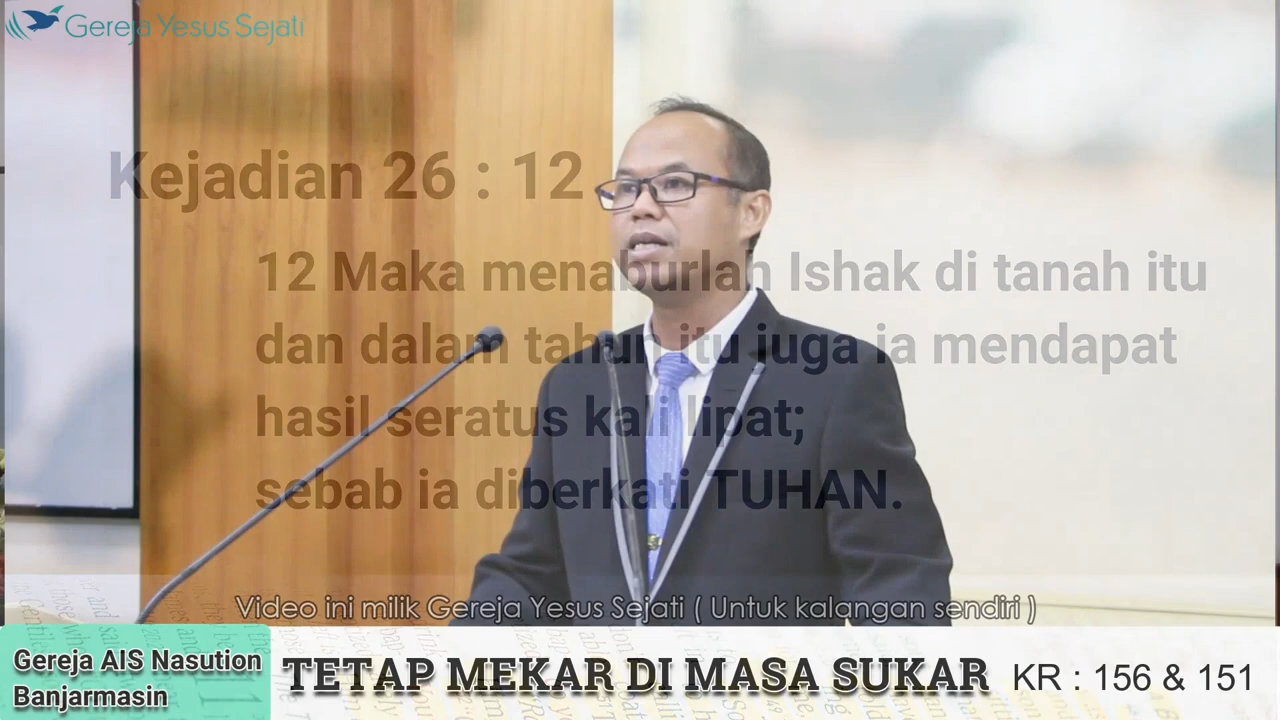 Gereja Yesus Sejati
Kejadian 26 : 12
12 Maka menaburlah Ishak di tanah itu
dan dalam tahun itu juga ia mendapat
hasil seratus kali lipat;
sebab ia diberkati TUHAN.
Video ini milik Gereja Yesus Sejati ( Untuk kalangan sendiri )
Gereja AIS Nasution
Banjarmasin
TETAP MEKAR DI MASA SUKAR
KR : 156 & 151